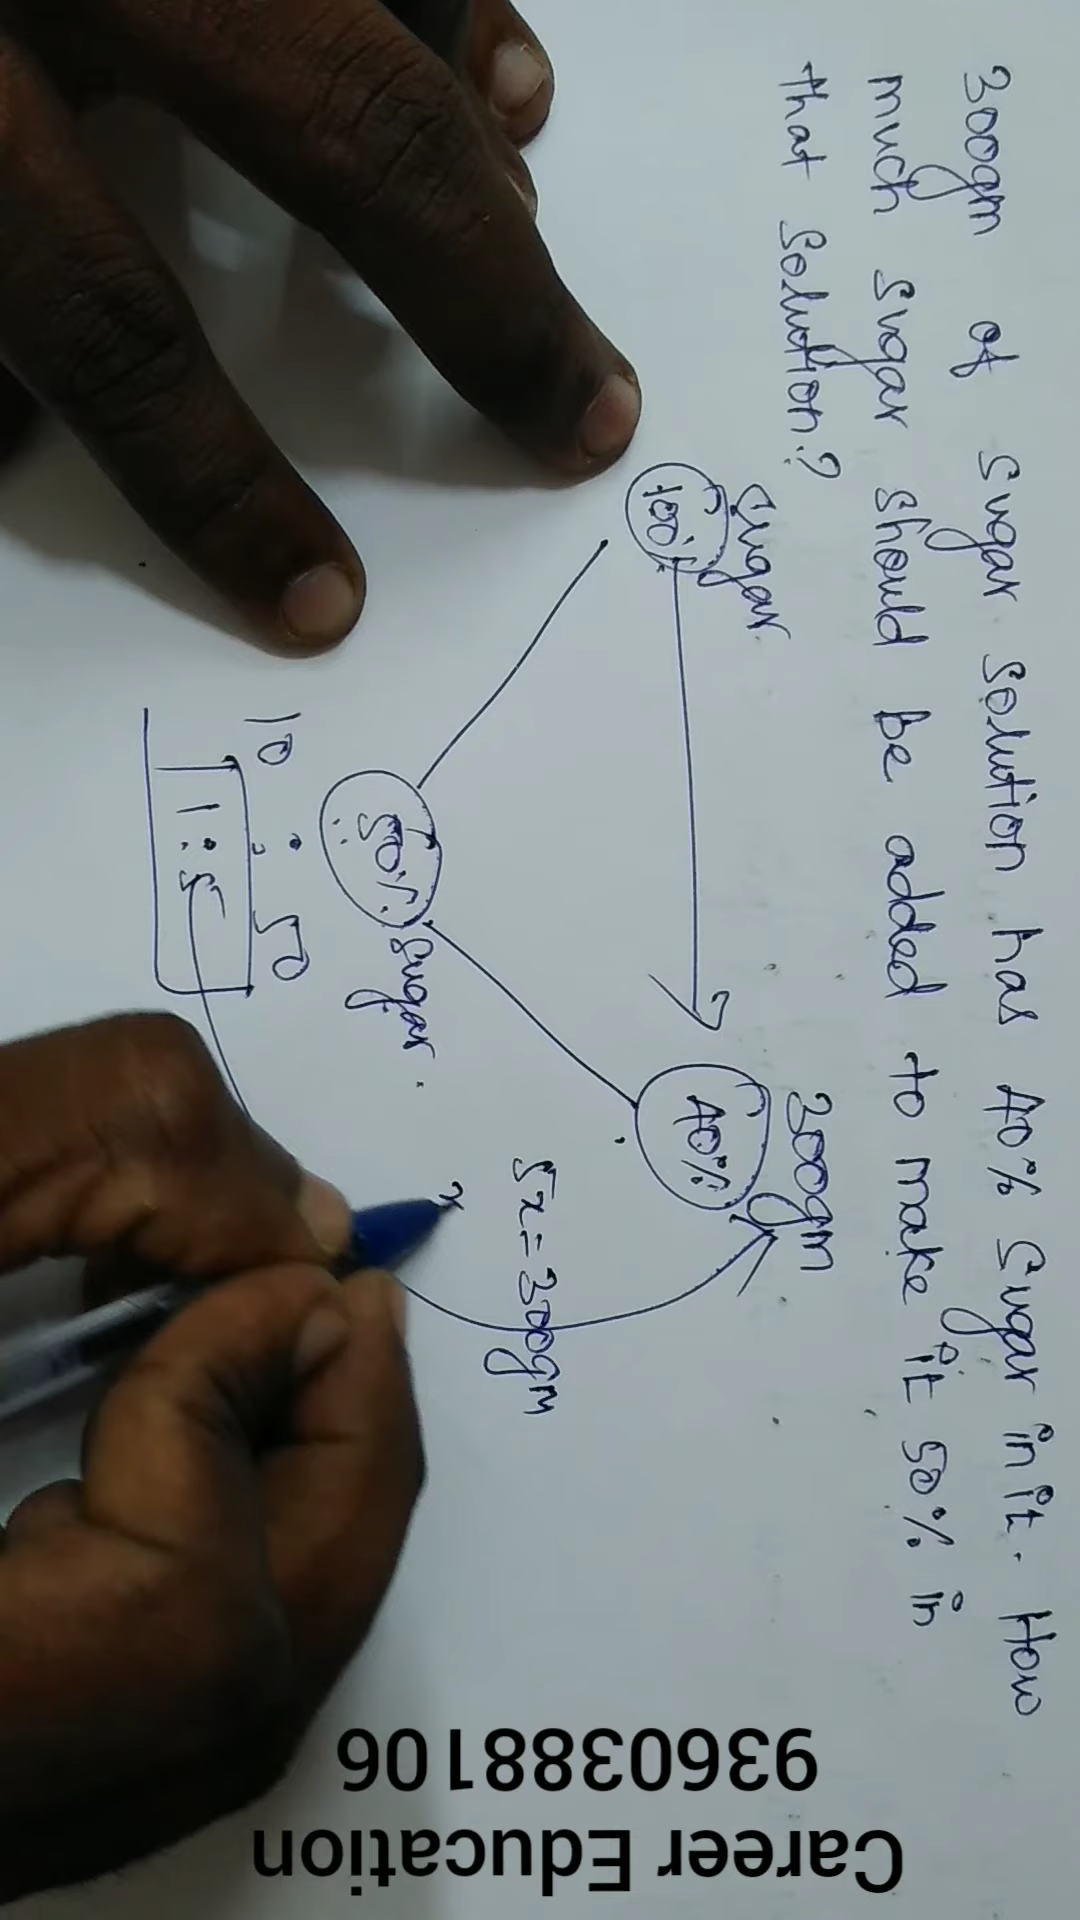 300gm of sugar solution has 40% sugar in it. How
much sugar should be added to make it 50% in
that solution?
sugar.
300gm
100%
40%
50% sugar.
5x=300gm
x
10 : 50
1:5
Career Education
9360388106